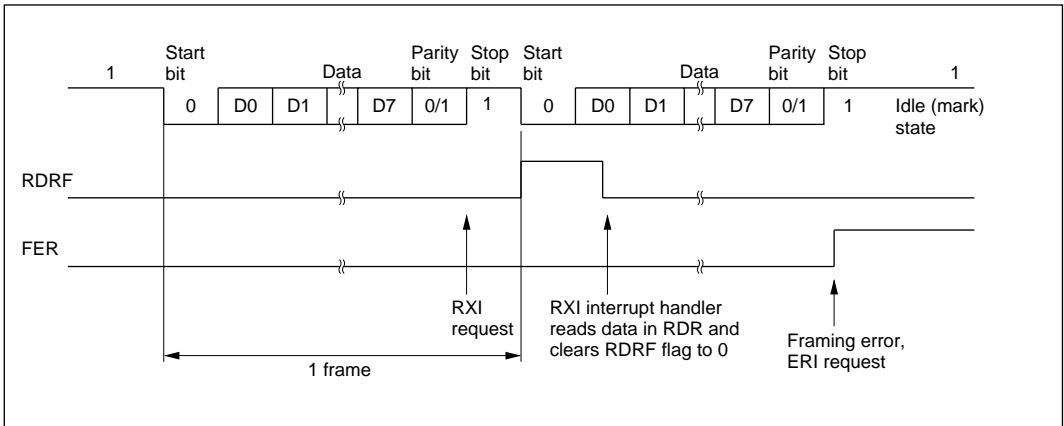 1
Start
bit
Data
Parity
bit
Stop
bit
Start
bit
Data
Parity
bit
Stop
bit
1
0 D0 D1 D7 0/1 1 0 D0 D1 D7 0/1 1
Idle (mark)
state
RDRF
FER
RXI
request
RXI interrupt handler
reads data in RDR and
clears RDRF flag to 0
Framing error,
ERI request
1 frame